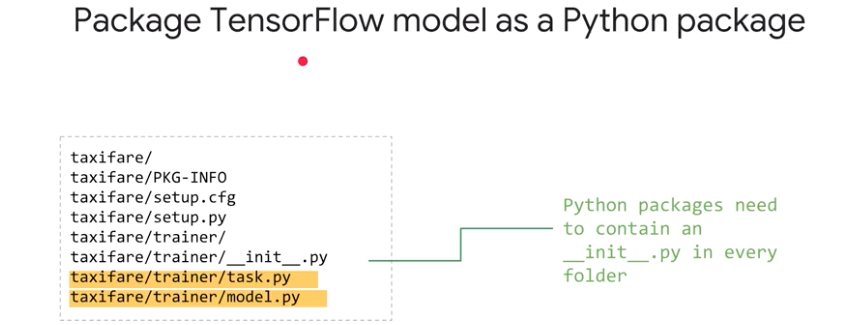 Package TensorFlow model as a Python package
taxifare/
taxifare/PKG-INFO
taxifare/setup.cfg
taxifare/setup.py
taxifare/trainer/
taxifare/trainer/__init__.py
taxifare/trainer/task.py
taxifare/trainer/model.py
Python packages need
to contain an
__init__.py in every
folder